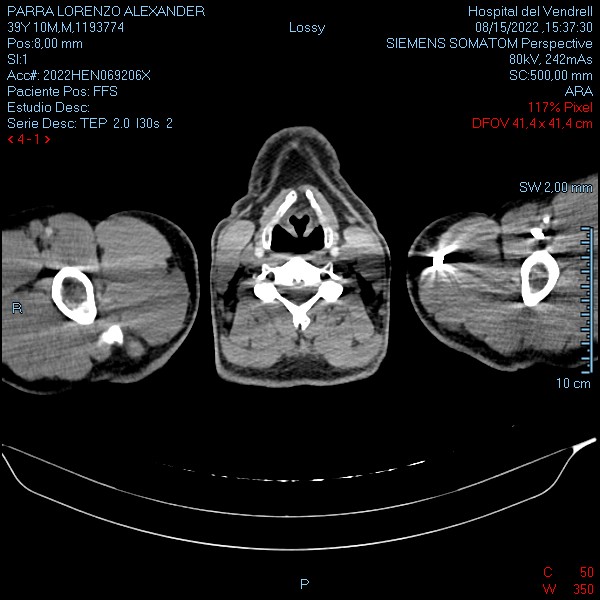 PARRA LORENZO ALEXANDER
39Y 10M,M,1193774
Pos:8,00 mm
SI:1
Acc#: 2022HEN069206X
Paciente Pos: FFS
Estudio Desc:
Serie Desc: TEP 2.0 I30s 2
< 4 - 1 >
Lossy
Hospital del Vendrell
08/15/2022 ,15:37:30
SIEMENS SOMATOM Perspective
80kV, 242mAs
SC:500,00 mm
ARA
117% Pixel
DFOV 41,4 x 41,4 cm
SW 2,00 mm
R
10 cm
P
C 50
W 350